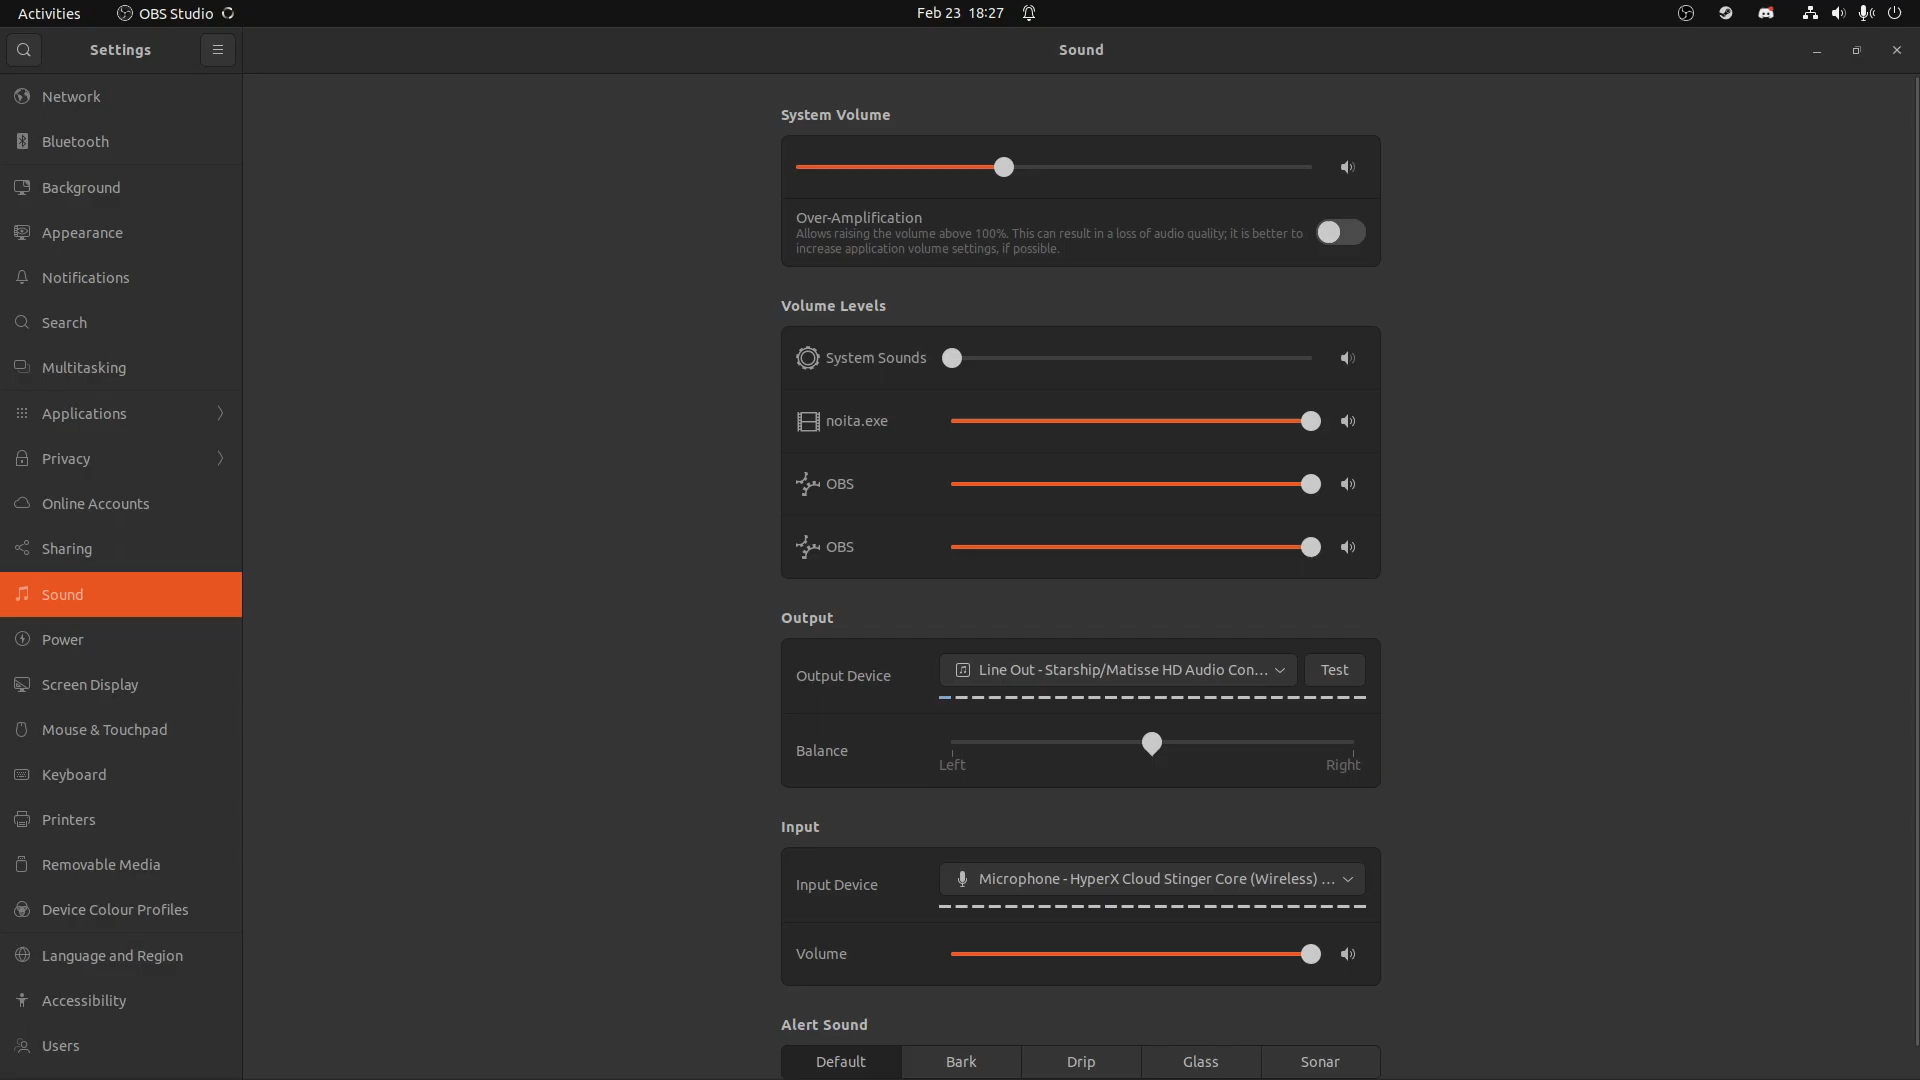 Activities
OBS Studio
Feb 23 18:27
Settings
Sound
Network
Bluetooth
Background
Appearance
Notifications
Search
Multitasking
Applications
Privacy
Online Accounts
Sharing
Sound
Power
Screen Display
Mouse & Touchpad
Keyboard
Printers
Removable Media
Device Colour Profiles
Language and Region
Accessibility
Users
System Volume
Over-Amplification
Allows raising the volume above 100%. This can result in a loss of audio quality; it is better to
increase application volume settings, if possible.
Volume Levels
System Sounds
noita.exe
OBS
OBS
Output
Output Device
Line Out - Starship/Matisse HD Audio Con...
Test
Balance
Left
Right
Input
Input Device
Microphone - HyperX Cloud Stinger Core (Wireless) ...
Volume
Alert Sound
Default
Bark
Drip
Glass
Sonar